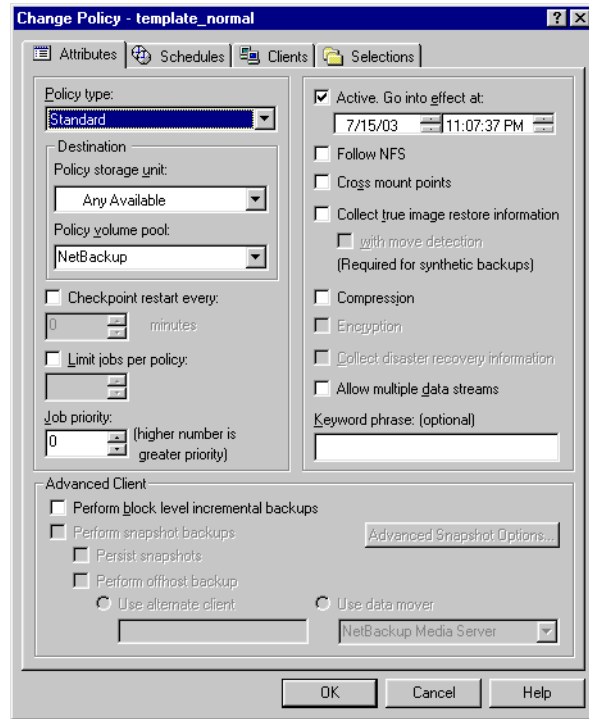 Change Policy - template_normal
Attributes
Schedules
Clients
Selections
Policy type:
Standard
Destination
Policy storage unit:
Any Available
Policy volume pool:
NetBackup
Checkpoint restart every:
0 minutes
Limit jobs per policy:
Job priority:
0 (higher number is
greater priority)
Active. Go into effect at:
7/15/03 11:07:37 PM
Follow NFS
Cross mount points
Collect true image restore information
with move detection
(Required for synthetic backups)
Compression
Encryption
Collect disaster recovery information
Allow multiple data streams
Keyword phrase: (optional)
Advanced Client
Perform block level incremental backups
Perform snapshot backups
Advanced Snapshot Options...
Persist snapshots
Perform offhost backup
Use alternate client
Use data mover
NetBackup Media Server
OK
Cancel
Help